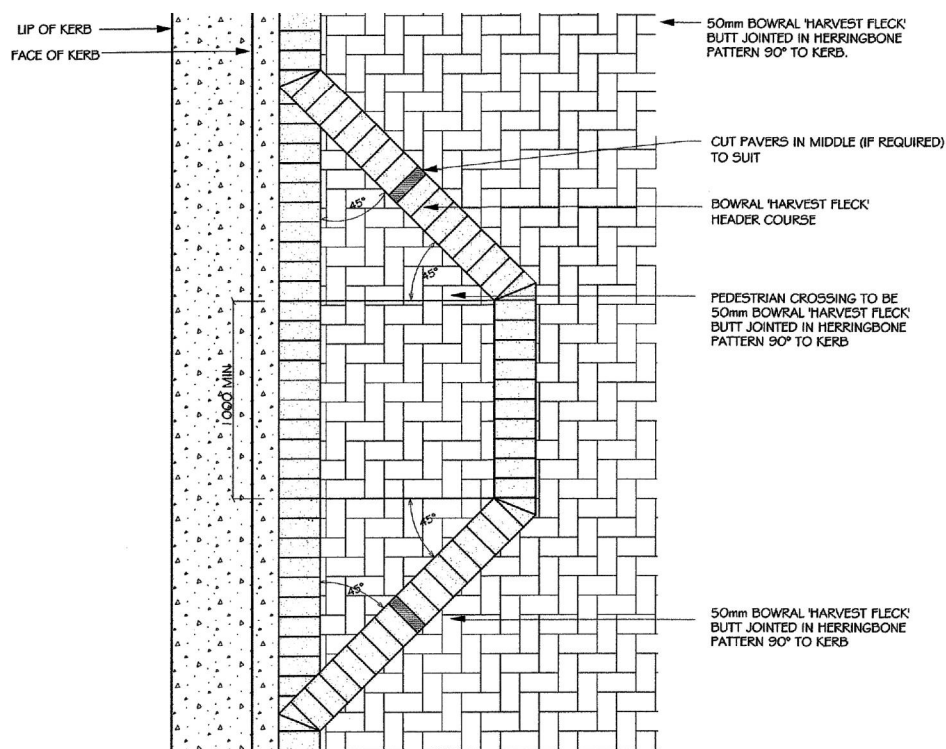 LIP OF KERB
FACE OF KERB
50mm BOWRAL 'HARVEST FLECK'
BUTT JOINTED IN HERRINGBONE
PATTERN 90° TO KERB.
CUT PAVERS IN MIDDLE (IF REQUIRED)
TO SUIT
BOWRAL 'HARVEST FLECK'
HEADER COURSE
45°
45°
PEDESTRIAN CROSSING TO BE
50mm BOWRAL 'HARVEST FLECK'
BUTT JOINTED IN HERRINGBONE
PATTERN 90° TO KERB
1000 MIN
45°
45°
50mm BOWRAL 'HARVEST FLECK'
BUTT JOINTED IN HERRINGBONE
PATTERN 90° TO KERB